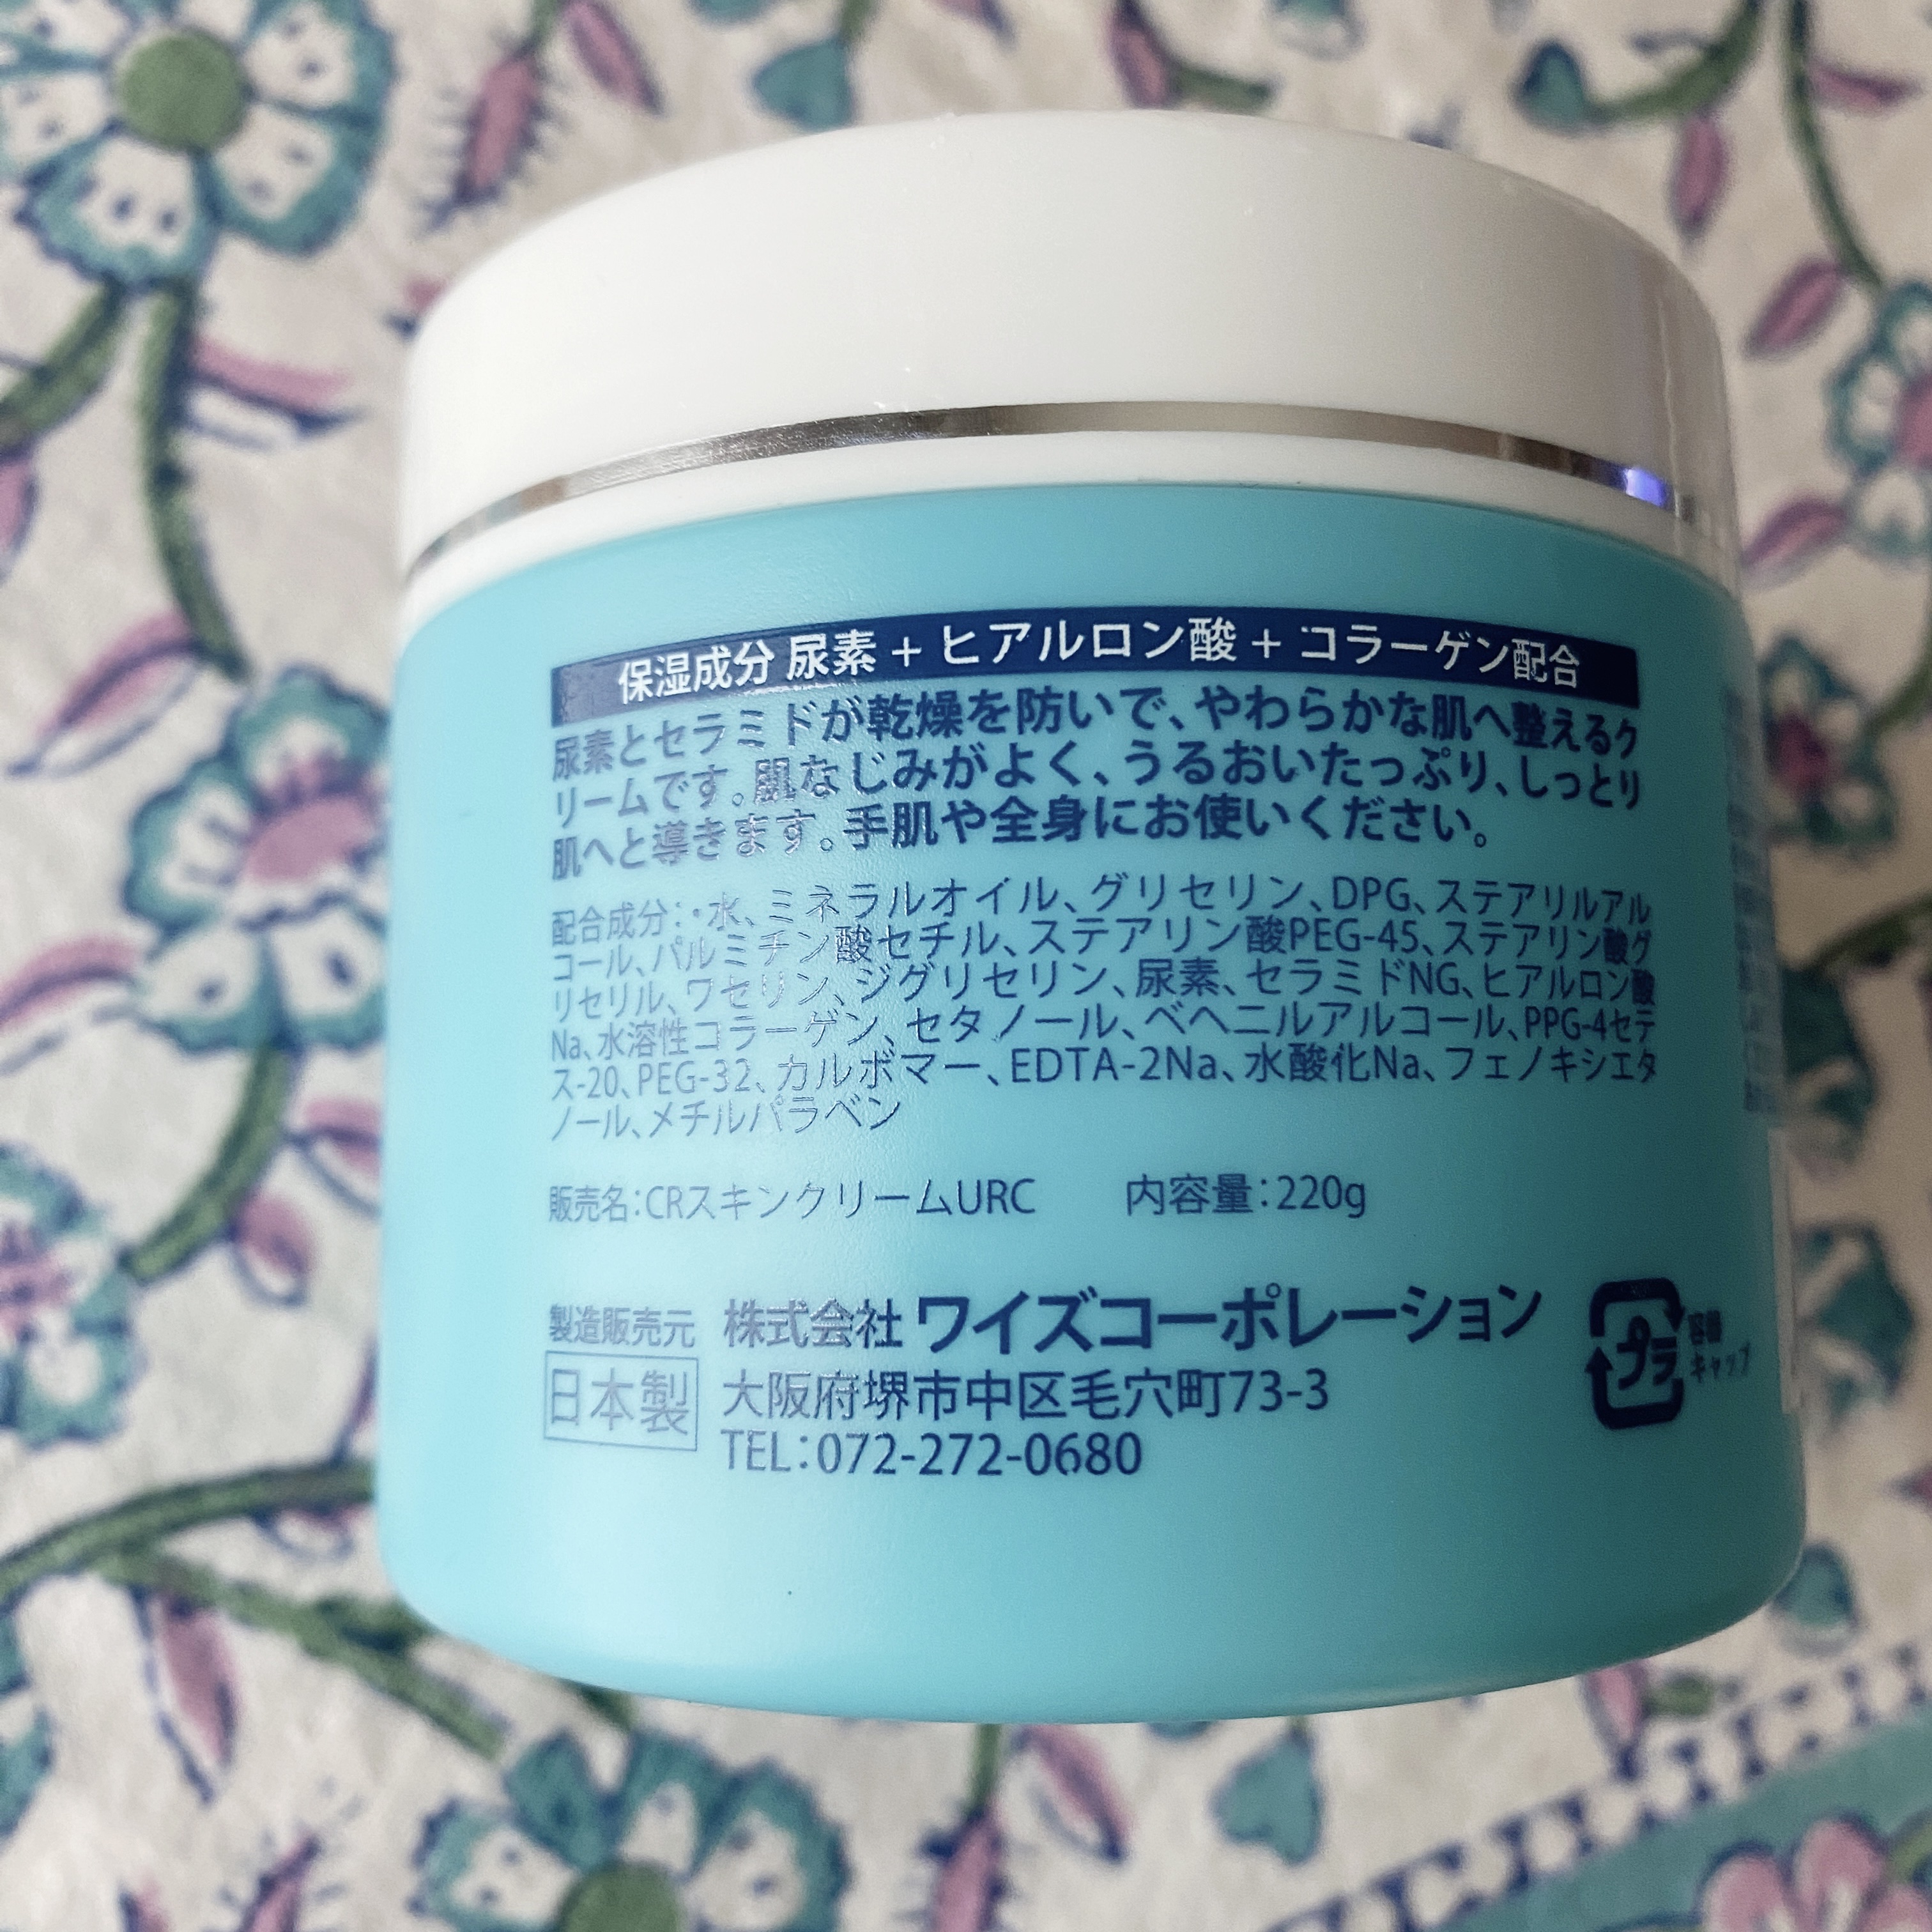 保湿成分 尿素 + ヒアルロン酸 + コラーゲン配合
尿素とセラミドが乾燥を防いで、やわらかな肌へ整えるク
リームです。肌なじみがよく、うるおいたっぷり、しっとり
肌へと導きます。手肌や全身にお使いください。
配合成分:・水、ミネラルオイル、グリセリン、DPG、ステアリルアル
コール、パルミチン酸セチル、ステアリン酸PEG-45、ステアリン酸グ
リセリル、ワセリン、ジグリセリン、尿素、セラミドNG、ヒアルロン酸
Na、水溶性コラーゲン、セタノール、ベヘニルアルコール、PPG-4セテ
ス-20、PEG-32、カルボマー、EDTA-2Na、水酸化Na、フェノキシエタ
ノール、メチルパラベン
販売名:CRスキンクリームURC 内容量:220g
製造販売元 株式会社 ワイズコーポレーション
日本製 大阪府堺市中区毛穴町73-3
TEL:072-272-0680
プラ
容器
キャップ